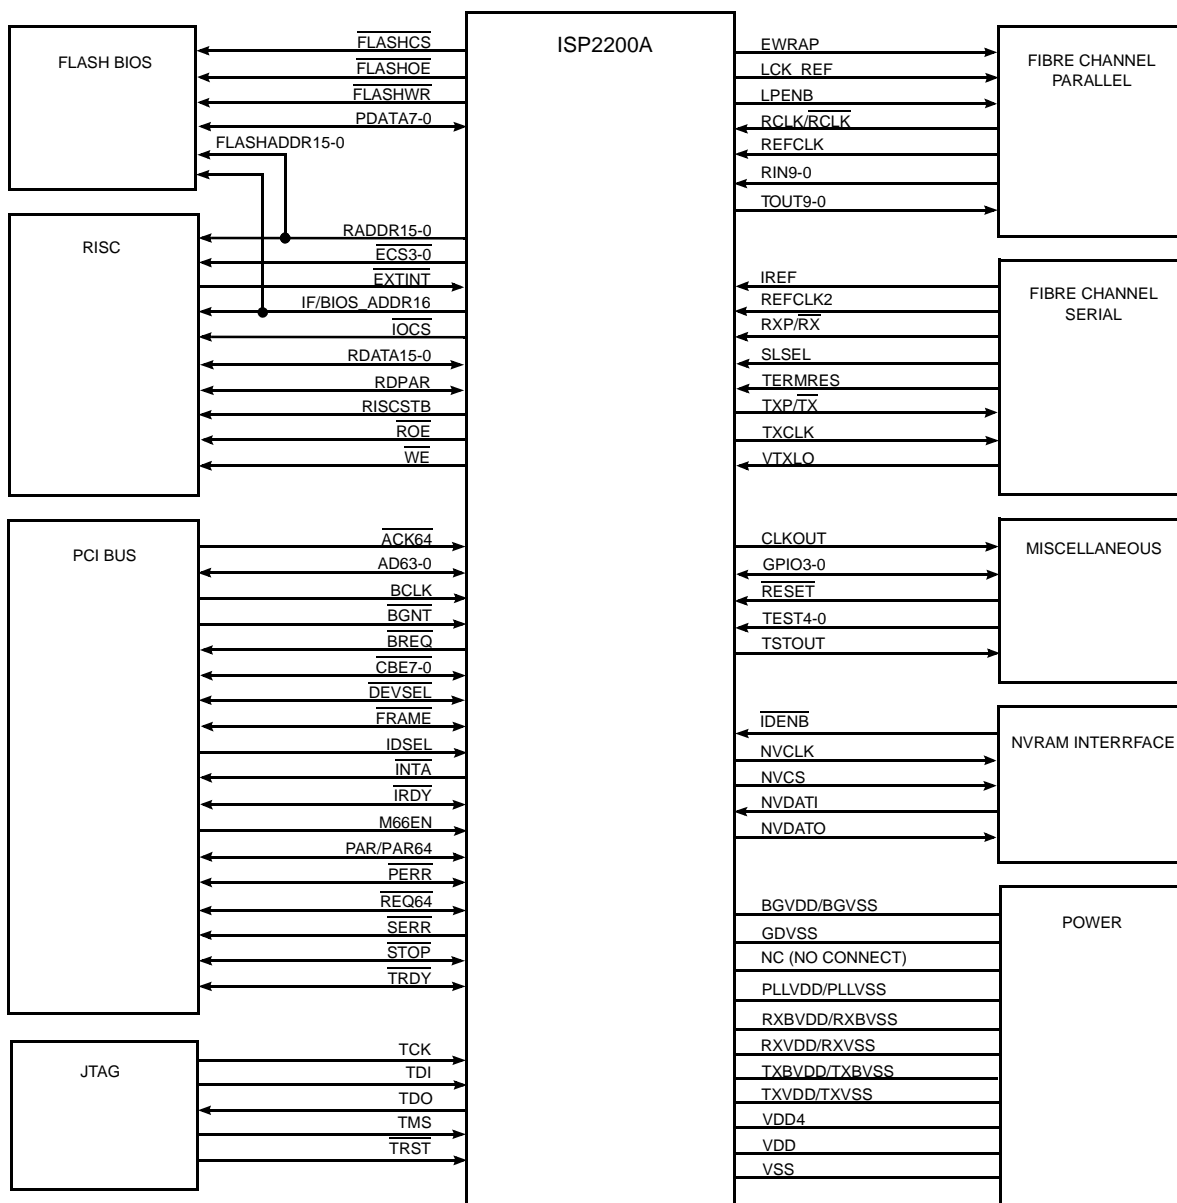 ISP2200A
FLASH BIOS
FLASHCS
FLASHOE
FLASHWR
PDATA7-0
FLASHADDR15-0
RISC
RADDR15-0
ECS3-0
EXTINT
IF/BIOS_ADDR16
IOCS
RDATA15-0
RDPAR
RISCSTB
ROE
WE
PCI BUS
ACK64
AD63-0
BCLK
BGNT
BREQ
CBE7-0
DEVSEL
FRAME
IDSEL
INTA
IRDY
M66EN
PAR/PAR64
PERR
REQ64
SERR
STOP
TRDY
JTAG
TCK
TDI
TDO
TMS
TRST
EWRAP
LCK_REF
LPENB
RCLK/RCLK
REFCLK
RIN9-0
TOUT9-0
FIBRE CHANNEL
PARALLEL
IREF
REFCLK2
RXP/RX
SLSEL
TERMRES
TXP/TX
TXCLK
VTXLO
FIBRE CHANNEL
SERIAL
CLKOUT
GPIO3-0
RESET
TEST4-0
TSTOUT
MISCELLANEOUS
IDENB
NVCLK
NVCS
NVDATI
NVDATO
NVRAM INTERRFACE
BGVDD/BGVSS
GDVSS
NC (NO CONNECT)
PLLVDD/PLLVSS
RXBVDD/RXBVSS
RXVDD/RXVSS
TXBVDD/TXBVSS
TXVDD/TXVSS
VDD4
VDD
VSS
POWER